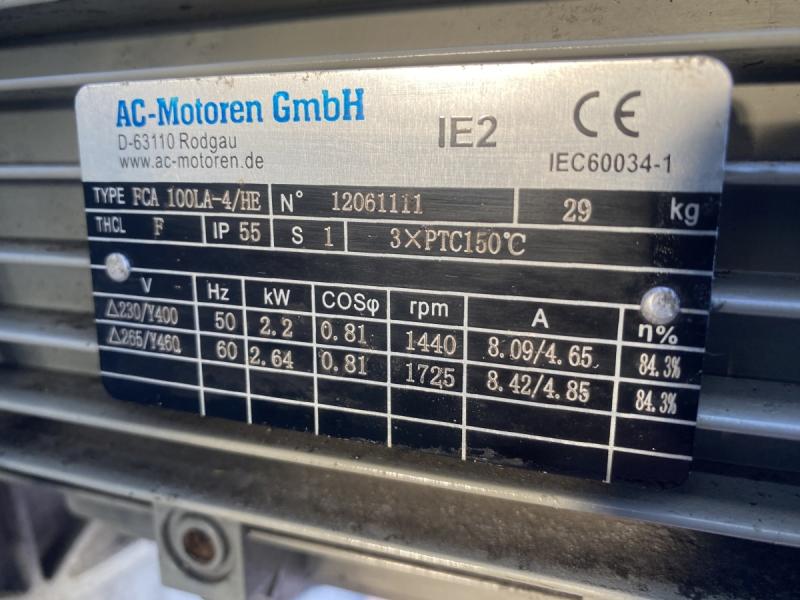 AC-Motoren GmbH
D-63110 Rodgau
www.ac-motoren.de
IE2
CE
IEC60034-1
TYPE FCA 100LA-4/HE N° 12061111 29 kg
THCL F IP 55 S 1 3×PTC150℃
V Hz kW COSφ rpm A η%
△230/Y400 50 2.2 0.81 1440 8.09/4.65 84.3%
△265/Y460 60 2.64 0.81 1725 8.42/4.85 84.3%